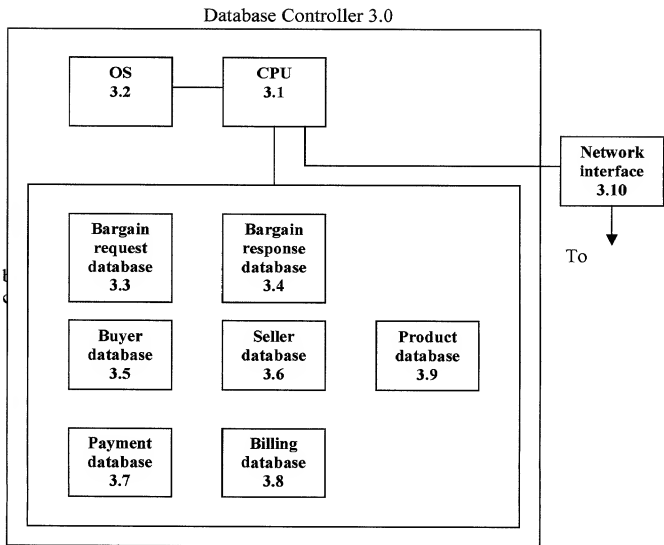 Database Controller 3.0
OS
3.2
CPU
3.1
Network
interface
3.10
To
Bargain
request
database
3.3
Bargain
response
database
3.4
Buyer
database
3.5
Seller
database
3.6
Product
database
3.9
Payment
database
3.7
Billing
database
3.8